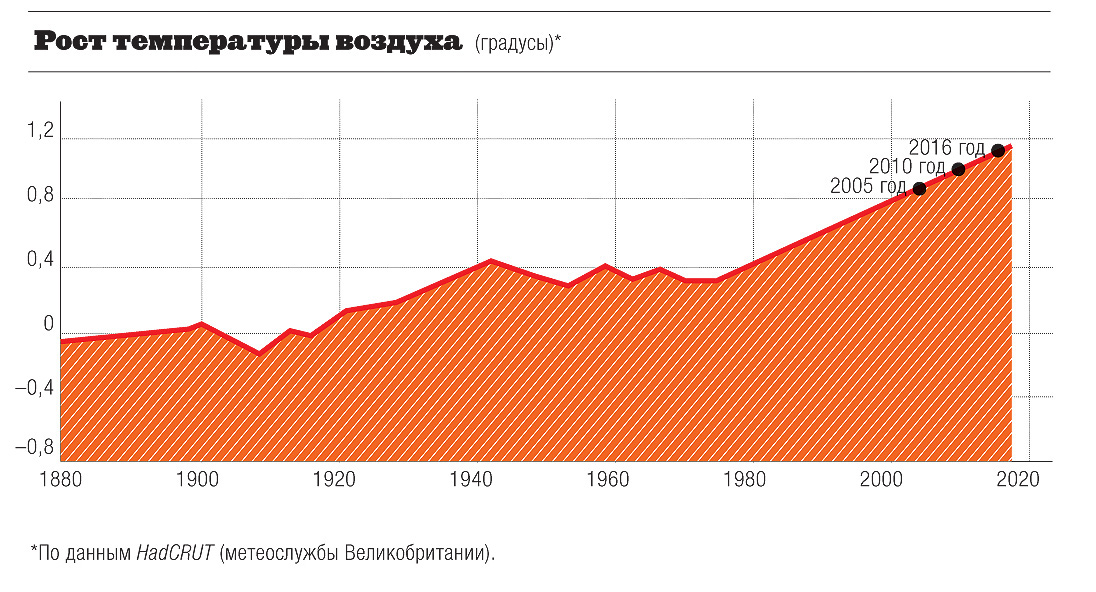 Рост температуры воздуха (градусы)*
1,2
2016 год
2010 год
2005 год
0,8
0,4
0
–0,4
–0,8
1880 1900 1920 1940 1960 1980 2000 2020
*По данным HadCRUT (метеослужбы Великобритании).